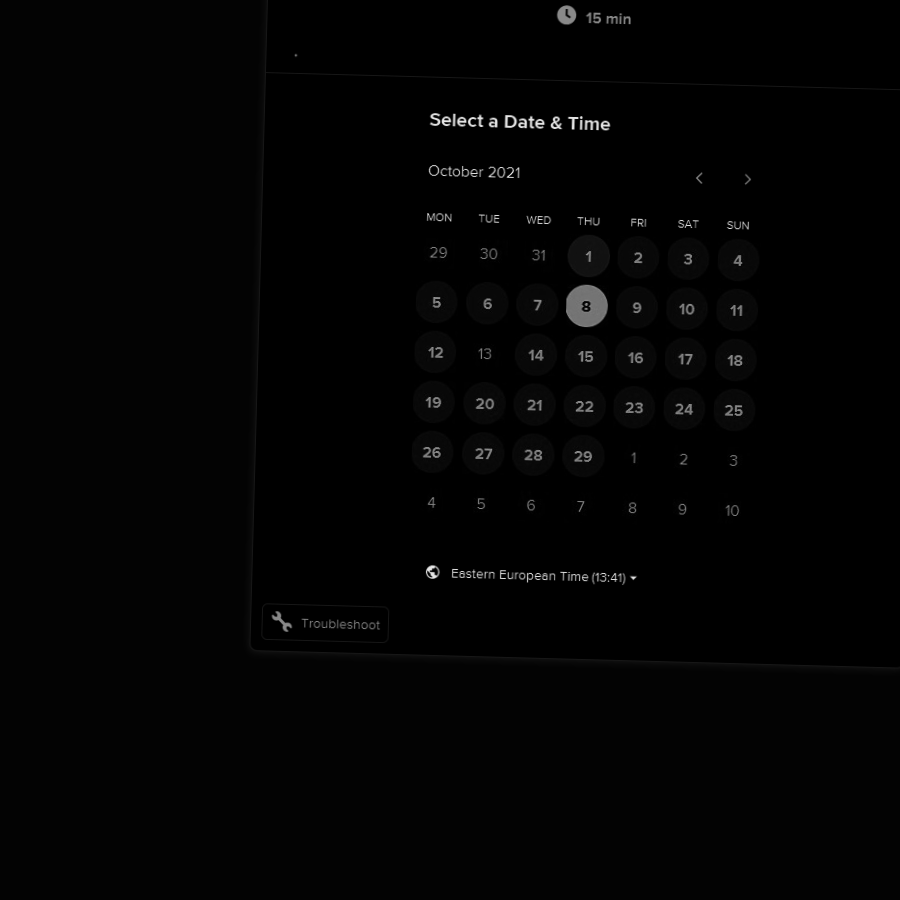 15 min
.
Select a Date & Time
October 2021
MON TUE WED THU FRI SAT SUN
29 30 31 1 2 3 4
5 6 7 8 9 10 11
12 13 14 15 16 17 18
19 20 21 22 23 24 25
26 27 28 29 1 2 3
4 5 6 7 8 9 10
Eastern European Time (13:41)
Troubleshoot